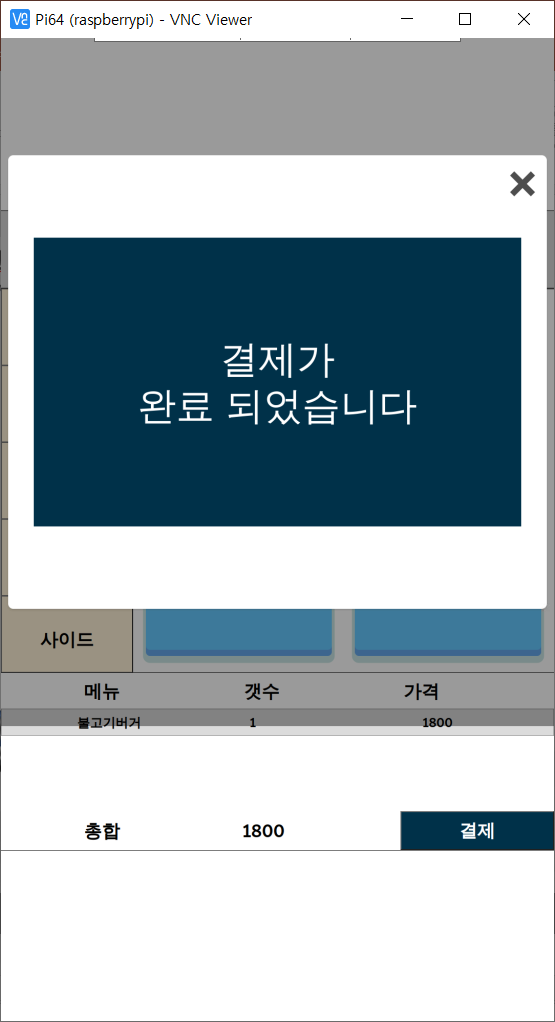 Pi64 (raspberrypi) - VNC Viewer
결제가
완료 되었습니다
사이드
메뉴 갯수 가격
불고기버거 1 1800
총합 1800 결제